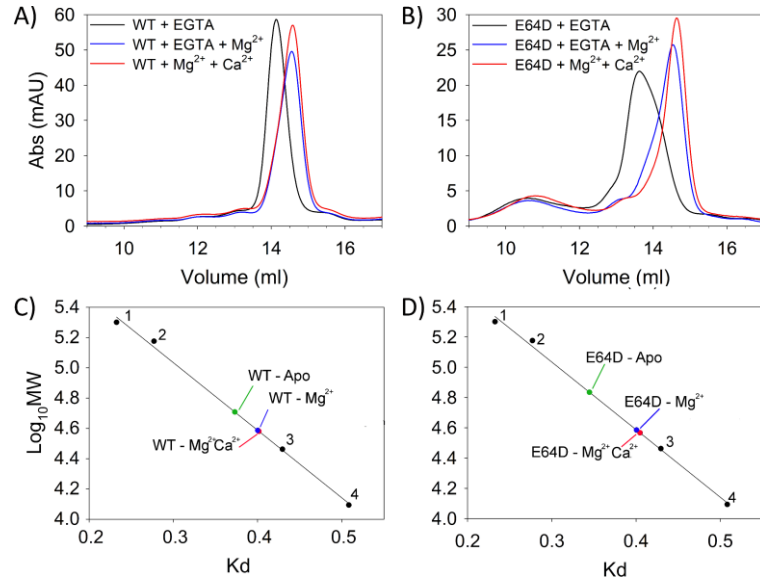 A)
WT + EGTA
WT + EGTA + Mg²⁺
WT + Mg²⁺ + Ca²⁺
Abs (mAU)
60
50
40
30
20
10
0
10
12
14
16
Volume (ml)
B)
E64D + EGTA
E64D + EGTA + Mg²⁺
E64D + Mg²⁺+ Ca²⁺
30
25
20
15
10
5
0
10
12
14
16
Volume (ml)
C)
Log₁₀MW
5.4
5.2
5.0
4.8
4.6
4.4
4.2
4.0
1
2
WT - Apo
WT - Mg²⁺
WT - Mg²⁺Ca²⁺
3
4
0.2
0.3
0.4
0.5
Kd
D)
5.4
5.2
5.0
4.8
4.6
4.4
4.2
4.0
1
2
E64D - Apo
E64D - Mg²⁺
E64D - Mg²⁺Ca²⁺
3
4
0.2
0.3
0.4
0.5
Kd